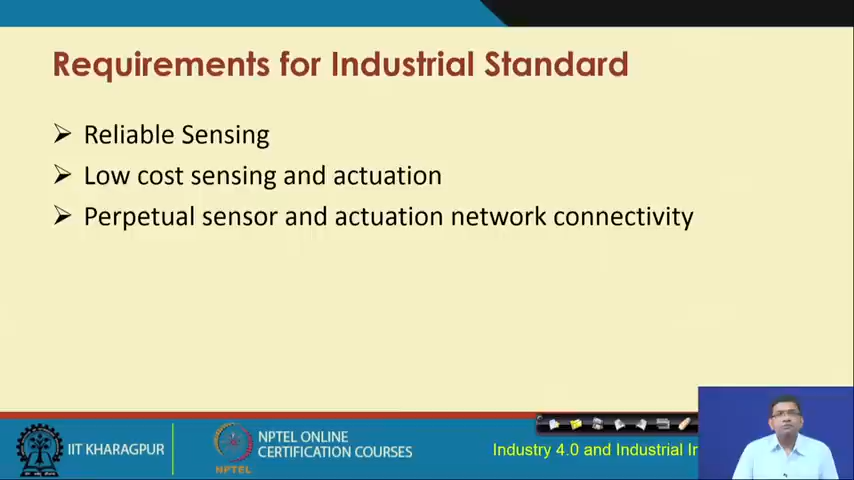 Requirements for Industrial Standard
Reliable Sensing
Low cost sensing and actuation
Perpetual sensor and actuation network connectivity
IIT KHARAGPUR
NPTEL
NPTEL ONLINE
CERTIFICATION COURSES
Industry 4.0 and Industrial